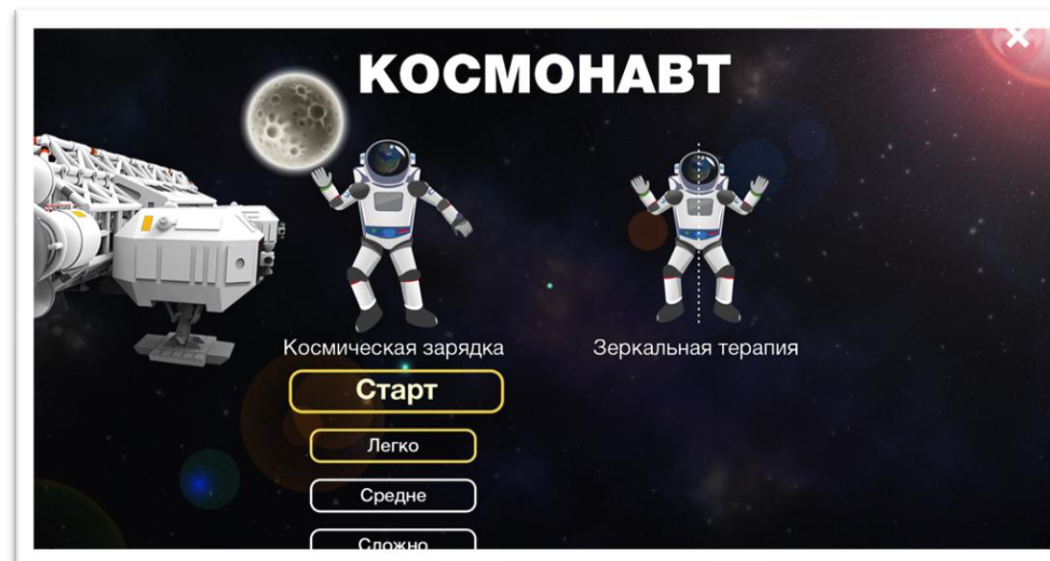 КОСМОНАВТ
Космическая зарядка
Зеркальная терапия
Старт
Легко
Средне
Сложно